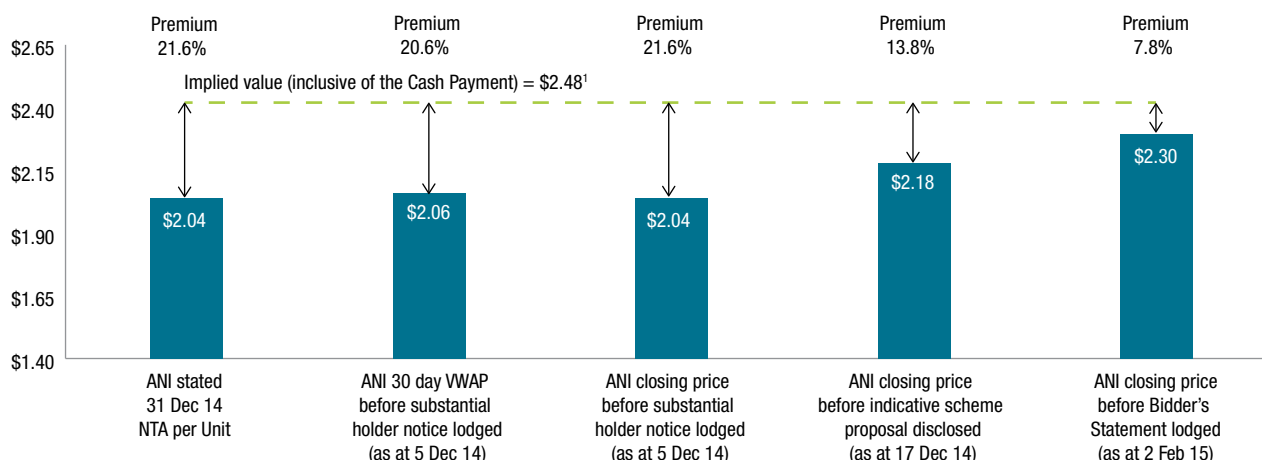 Premium Premium Premium Premium Premium
21.6% 20.6% 21.6% 13.8% 7.8%
$2.65
Implied value (inclusive of the Cash Payment) = $2.48¹
$2.40
$2.15
$1.90
$1.65
$1.40
$2.04
$2.06
$2.04
$2.18
$2.30
ANI stated
31 Dec 14
NTA per Unit
ANI 30 day VWAP
before substantial
holder notice lodged
(as at 5 Dec 14)
ANI closing price
before substantial
holder notice lodged
(as at 5 Dec 14)
ANI closing price
before indicative scheme
proposal disclosed
(as at 17 Dec 14)
ANI closing price
before Bidder's
Statement lodged
(as at 2 Feb 15)